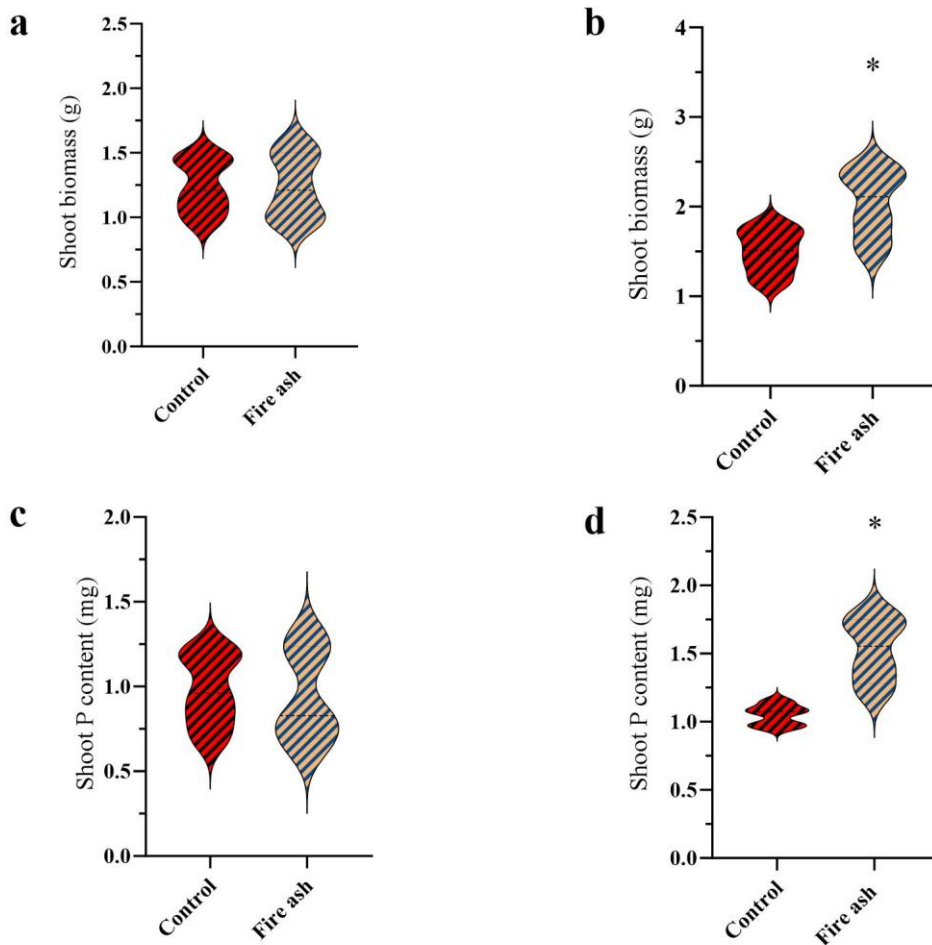 a
Shoot biomass (g)
2.5
2.0
1.5
1.0
0.5
0.0
Control
Fire ash
b
Shoot biomass (g)
4
3
2
1
0
*
Control
Fire ash
c
Shoot P content (mg)
2.0
1.5
1.0
0.5
0.0
Control
Fire ash
d
Shoot P content (mg)
2.5
2.0
1.5
1.0
0.5
0.0
*
Control
Fire ash